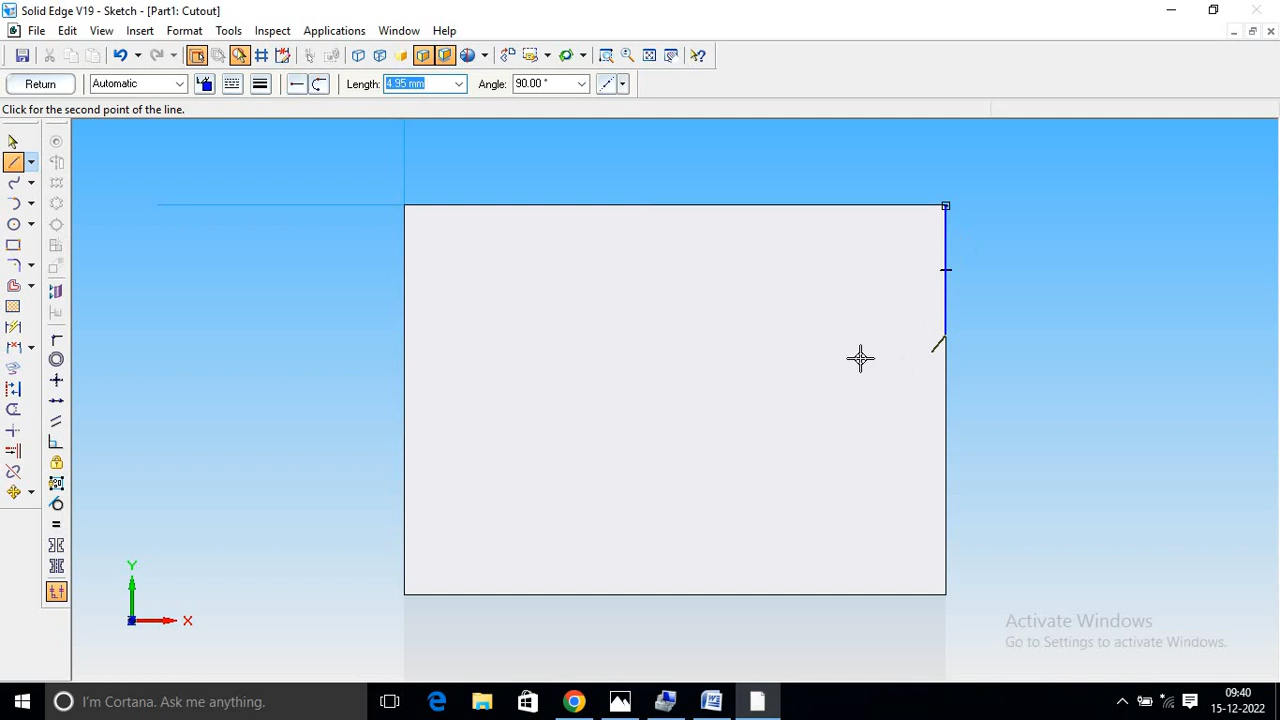 Solid Edge V19 - Sketch - [Part1: Cutout]
File Edit View Insert Format Tools Inspect Applications Window Help
Return Automatic Length: 4.95 mm Angle: 90.00 °
Click for the second point of the line.
Y
X
Activate Windows
Go to Settings to activate Windows.
I'm Cortana. Ask me anything.
09:40
15-12-2022